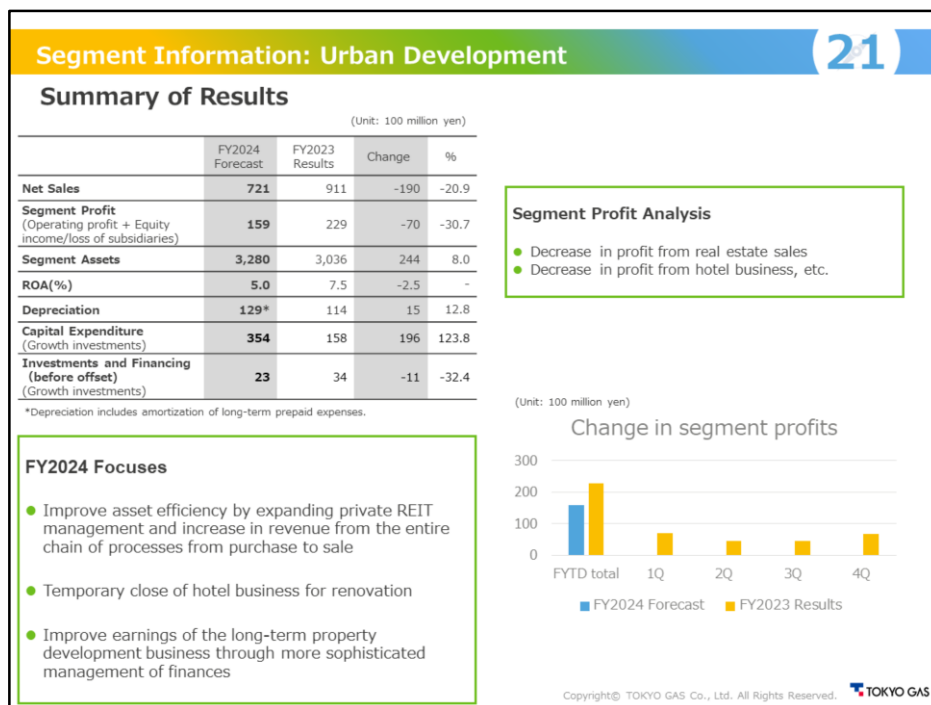 Segment Information: Urban Development
21
Summary of Results
(Unit: 100 million yen)
FY2024 Forecast FY2023 Results Change %
Net Sales 721 911 -190 -20.9
Segment Profit
(Operating profit + Equity
income/loss of subsidiaries) 159 229 -70 -30.7
Segment Assets 3,280 3,036 244 8.0
ROA(%) 5.0 7.5 -2.5 -
Depreciation 129* 114 15 12.8
Capital Expenditure
(Growth investments) 354 158 196 123.8
Investments and Financing
(before offset)
(Growth investments) 23 34 -11 -32.4
*Depreciation includes amortization of long-term prepaid expenses.
Segment Profit Analysis
Decrease in profit from real estate sales
Decrease in profit from hotel business, etc.
FY2024 Focuses
Improve asset efficiency by expanding private REIT
management and increase in revenue from the entire
chain of processes from purchase to sale
Temporary close of hotel business for renovation
Improve earnings of the long-term property
development business through more sophisticated
management of finances
(Unit: 100 million yen)
Change in segment profits
300
200
100
0
FYTD total 1Q 2Q 3Q 4Q
FY2024 Forecast FY2023 Results
Copyright© TOKYO GAS Co., Ltd. All Rights Reserved.
TOKYO GAS